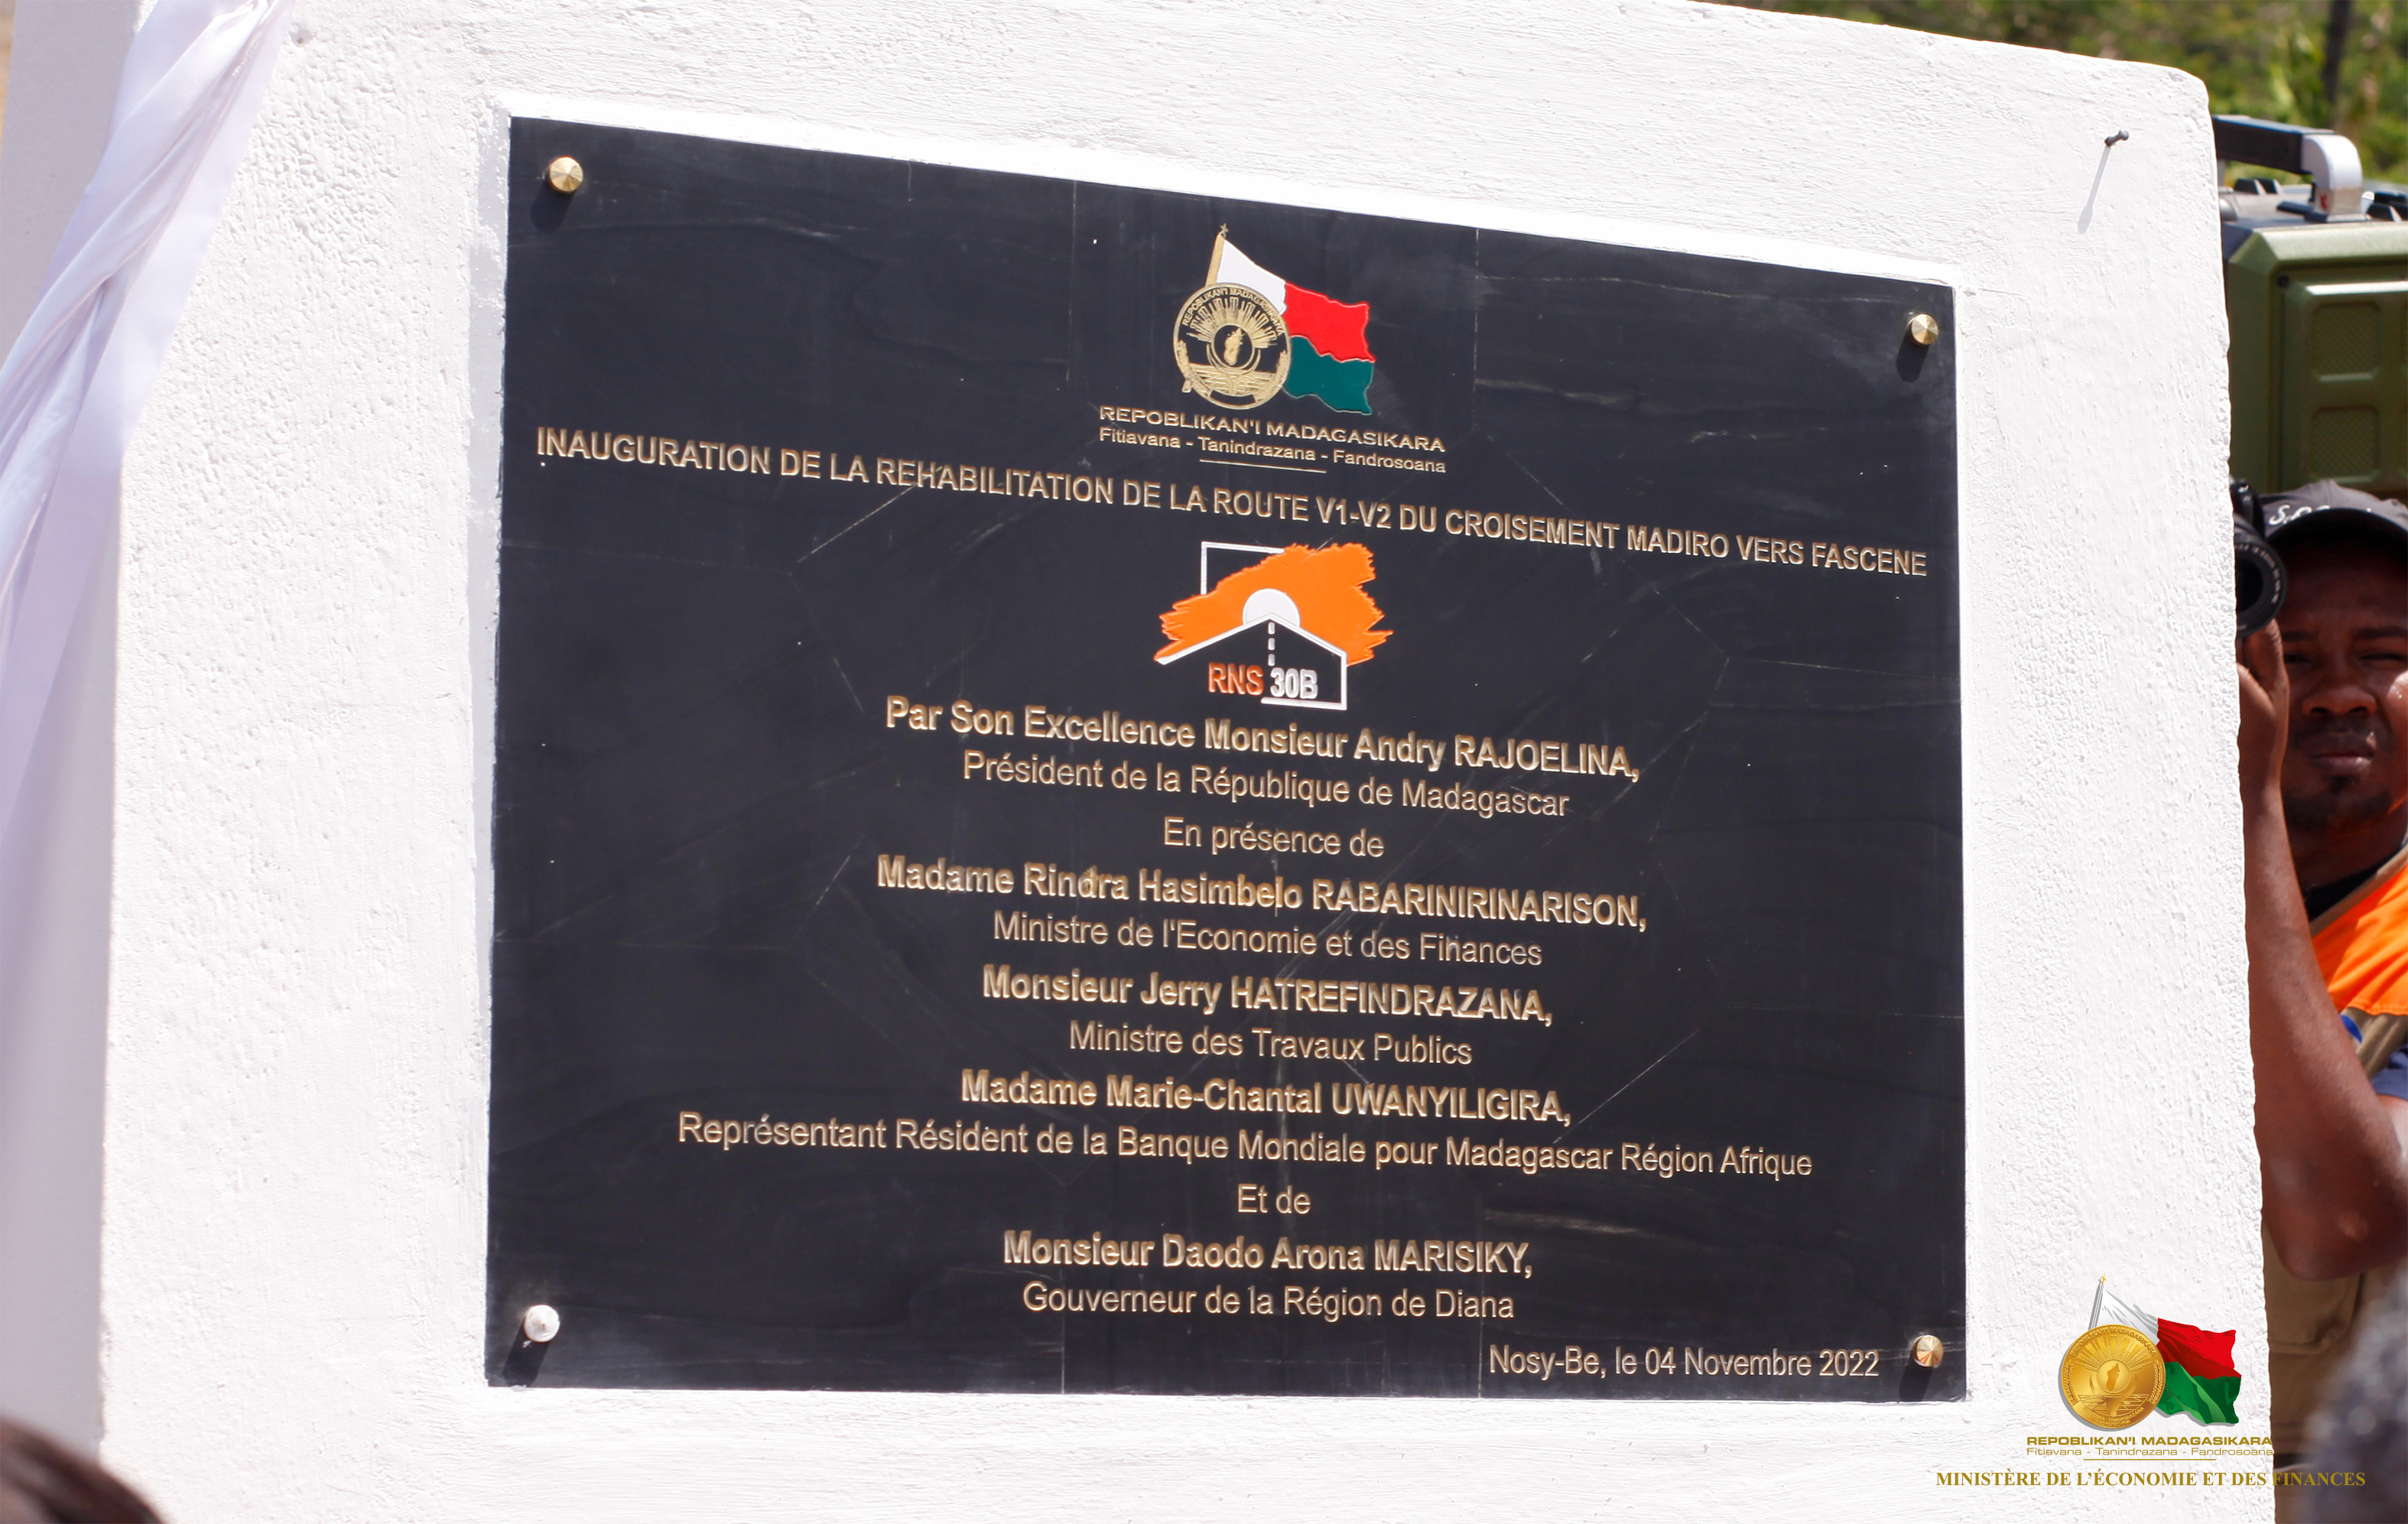 REPOBLIKAN'I MADAGASIKARA
REPOBLIKAN'I MADAGASIKARA
Fitiavana - Tanindrazana - Fandrosoana
INAUGURATION DE LA REHABILITATION DE LA ROUTE V1-V2 DU CROISEMENT MADIRO VERS FASCENE
RNS 30B
Par Son Excellence Monsieur Andry RAJOELINA,
Président de la République de Madagascar
En présence de
Madame Rindra Hasimbelo RABARINIRINARISON,
Ministre de l'Economie et des Finances
Monsieur Jerry HATREFINDRAZANA,
Ministre des Travaux Publics
Madame Marie-Chantal UWANYILIGIRA,
Représentant Résident de la Banque Mondiale pour Madagascar Région Afrique
Et de
Monsieur Daodo Arona MARISIKY,
Gouverneur de la Région de Diana
Nosy-Be, le 04 Novembre 2022
REPOBLIKAN'I MADAGASIKARA
Fitiavana - Tanindrazana - Fandrosoana
MINISTÈRE DE L'ÉCONOMIE ET DES FINANCES